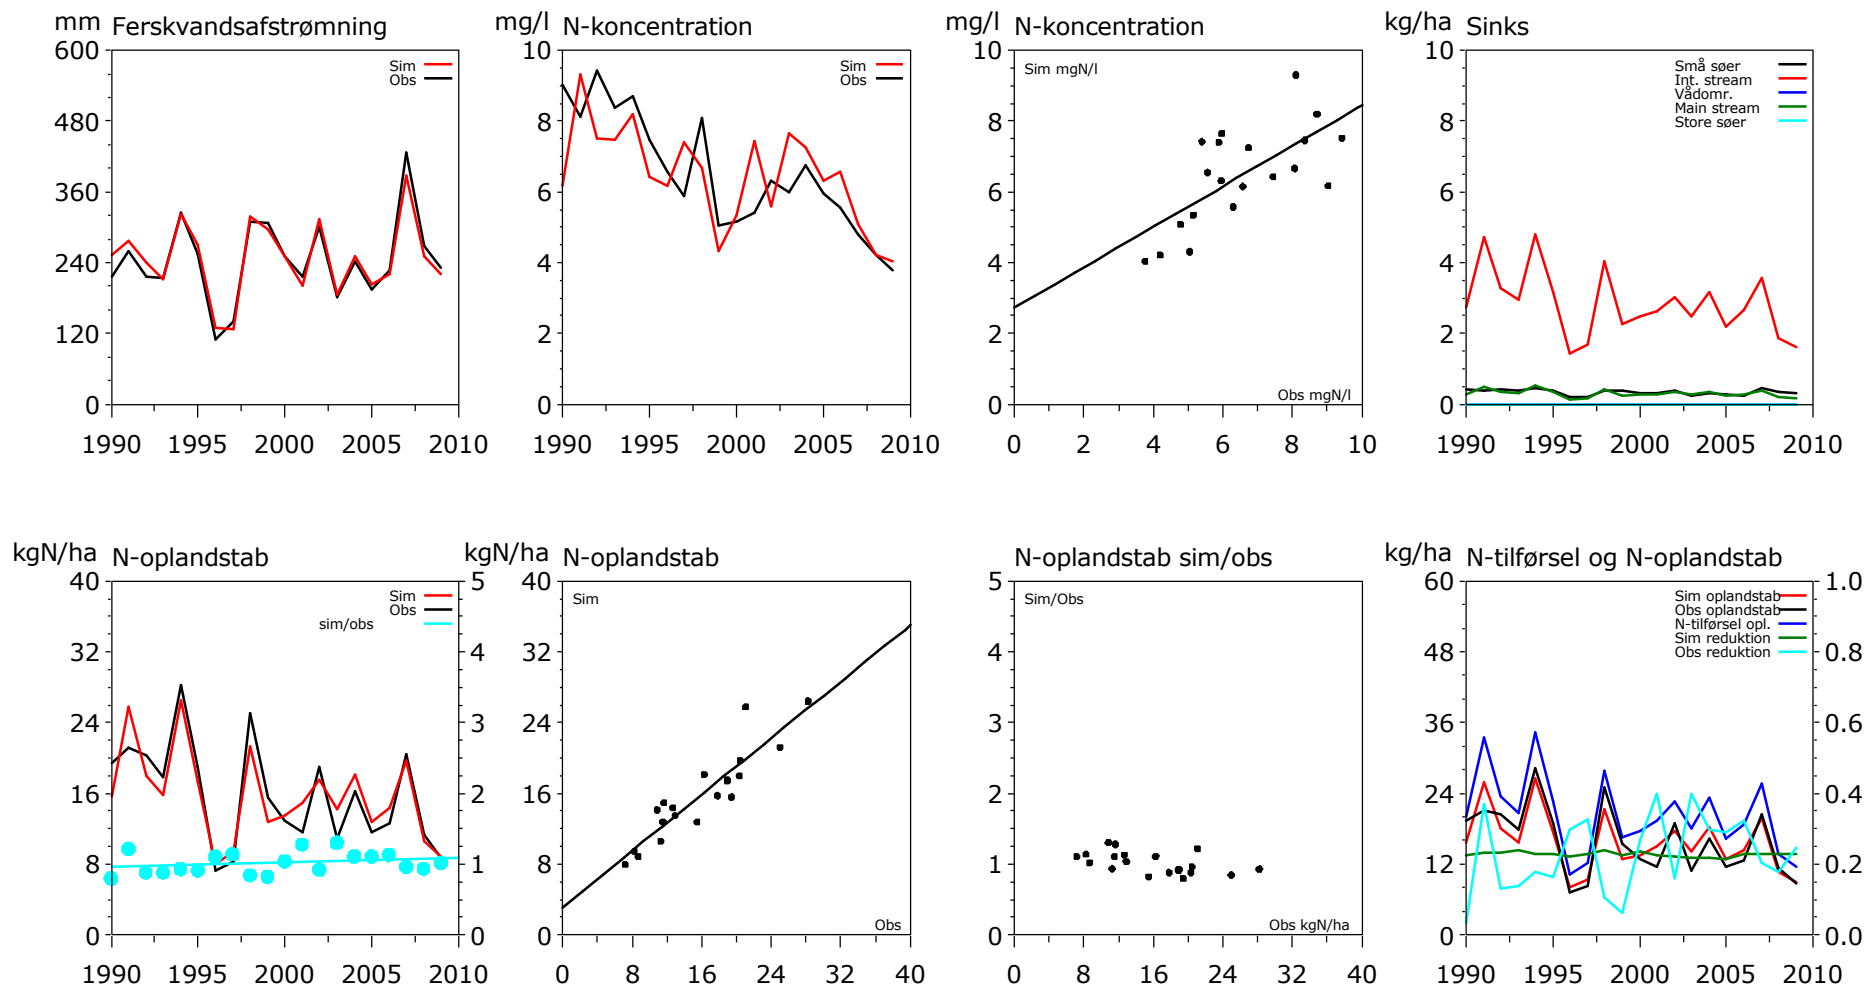 mm Ferskvandsafstrømning
600
480
360
240
120
0
Sim
Obs
1990 1995 2000 2005 2010
mg/l N-koncentration
10
8
6
4
2
0
Sim
Obs
1990 1995 2000 2005 2010
mg/l N-koncentration
10
8
6
4
2
0
Sim mgN/l
Obs mgN/l
0 2 4 6 8 10
kg/ha Sinks
10
8
6
4
2
0
Små søer
Int. stream
Vådomr.
Main stream
Store søer
1990 1995 2000 2005 2010
kgN/ha N-oplandstab
40
32
24
16
8
0
Sim
Obs
sim/obs
5
4
3
2
1
0
1990 1995 2000 2005 2010
kgN/ha N-oplandstab
40
32
24
16
8
0
Sim
Obs
0 8 16 24 32 40
N-oplandstab sim/obs
5
4
3
2
1
0
Sim/Obs
Obs kgN/ha
0 8 16 24 32 40
kg/ha N-tilførsel og N-oplandstab
60
48
36
24
12
0
Sim oplandstab
Obs oplandstab
N-tilførsel opl.
Sim reduktion
Obs reduktion
1.0
0.8
0.6
0.4
0.2
0.0
1990 1995 2000 2005 2010